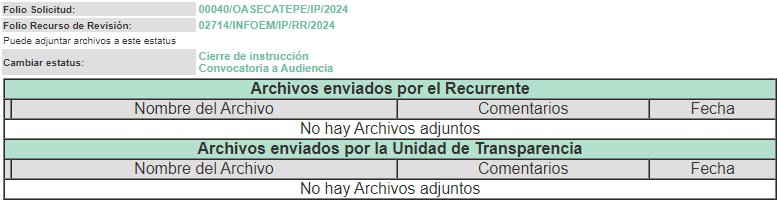 Folio Solicitud: 00040/OASECATEPE/IP/2024
Folio Recurso de Revisión: 02714/INFOEM/IP/RR/2024
Puede adjuntar archivos a este estatus
Cambiar estatus: Cierre de instrucción
Convocatoria a Audiencia
Archivos enviados por el Recurrente
Nombre del Archivo Comentarios Fecha
No hay Archivos adjuntos
Archivos enviados por la Unidad de Transparencia
Nombre del Archivo Comentarios Fecha
No hay Archivos adjuntos